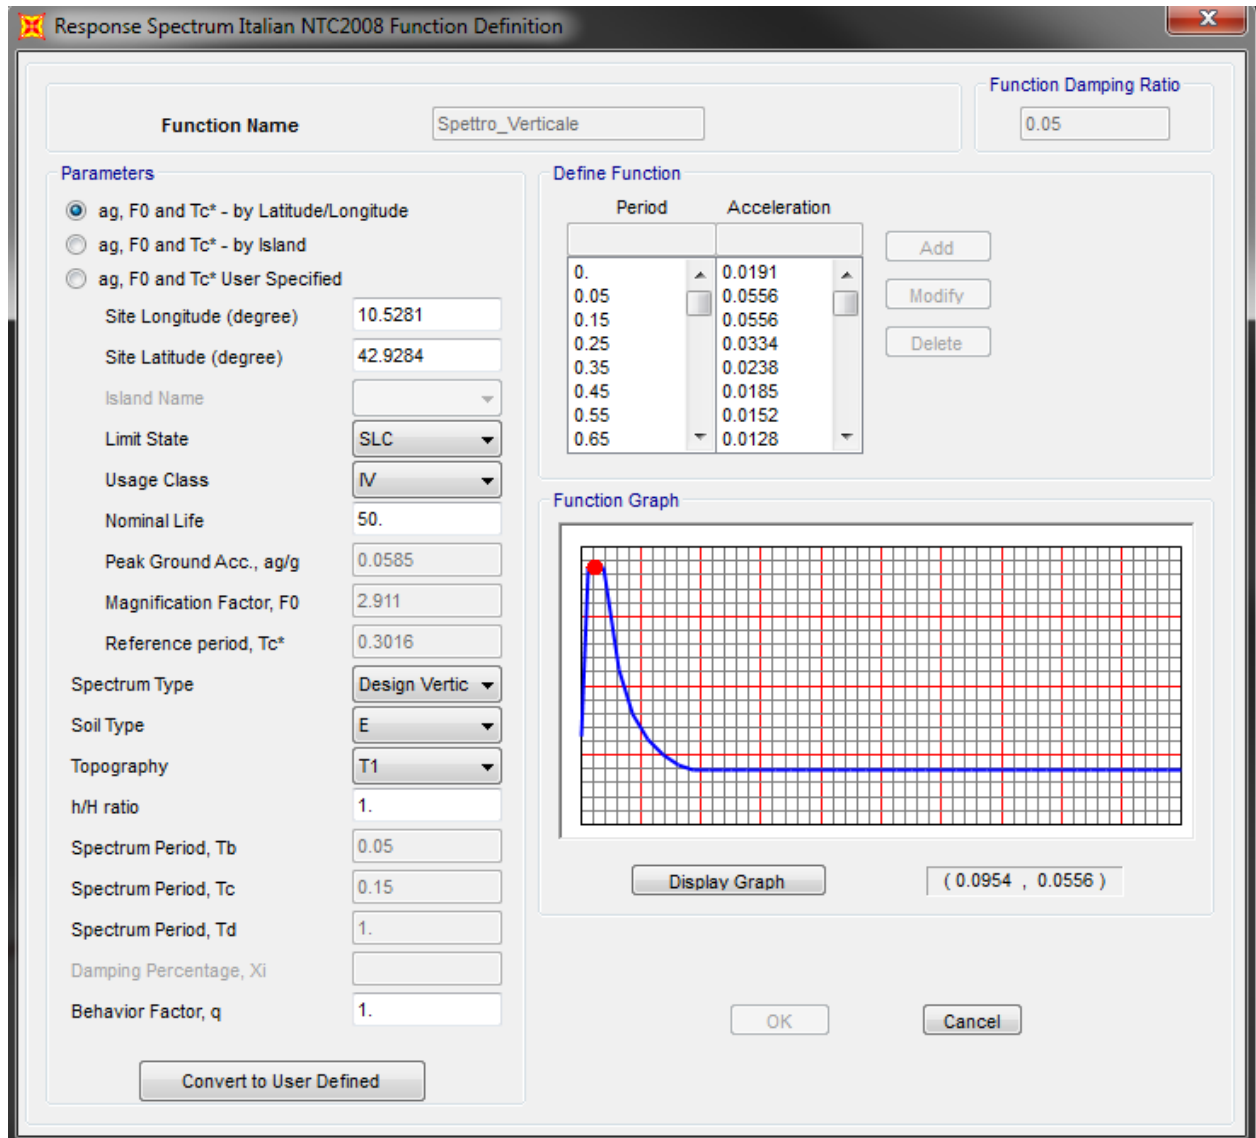 Response Spectrum Italian NTC2008 Function Definition
Function Damping Ratio
Function Name Spettro_Verticale 0.05
Parameters
ag, F0 and Tc* - by Latitude/Longitude
ag, F0 and Tc* - by Island
ag, F0 and Tc* User Specified
Site Longitude (degree) 10.5281
Site Latitude (degree) 42.9284
Island Name
Limit State SLC
Usage Class IV
Nominal Life 50.
Peak Ground Acc., ag/g 0.0585
Magnification Factor, F0 2.911
Reference period, Tc* 0.3016
Spectrum Type Design Vertic
Soil Type E
Topography T1
h/H ratio 1.
Spectrum Period, Tb 0.05
Spectrum Period, Tc 0.15
Spectrum Period, Td 1.
Damping Percentage, Xi
Behavior Factor, q 1.
Convert to User Defined
Define Function
Period Acceleration
0. 0.0191
0.05 0.0556
0.15 0.0556
0.25 0.0334
0.35 0.0238
0.45 0.0185
0.55 0.0152
0.65 0.0128
Add
Modify
Delete
Function Graph
Display Graph (0.0954 , 0.0556 )
OK Cancel